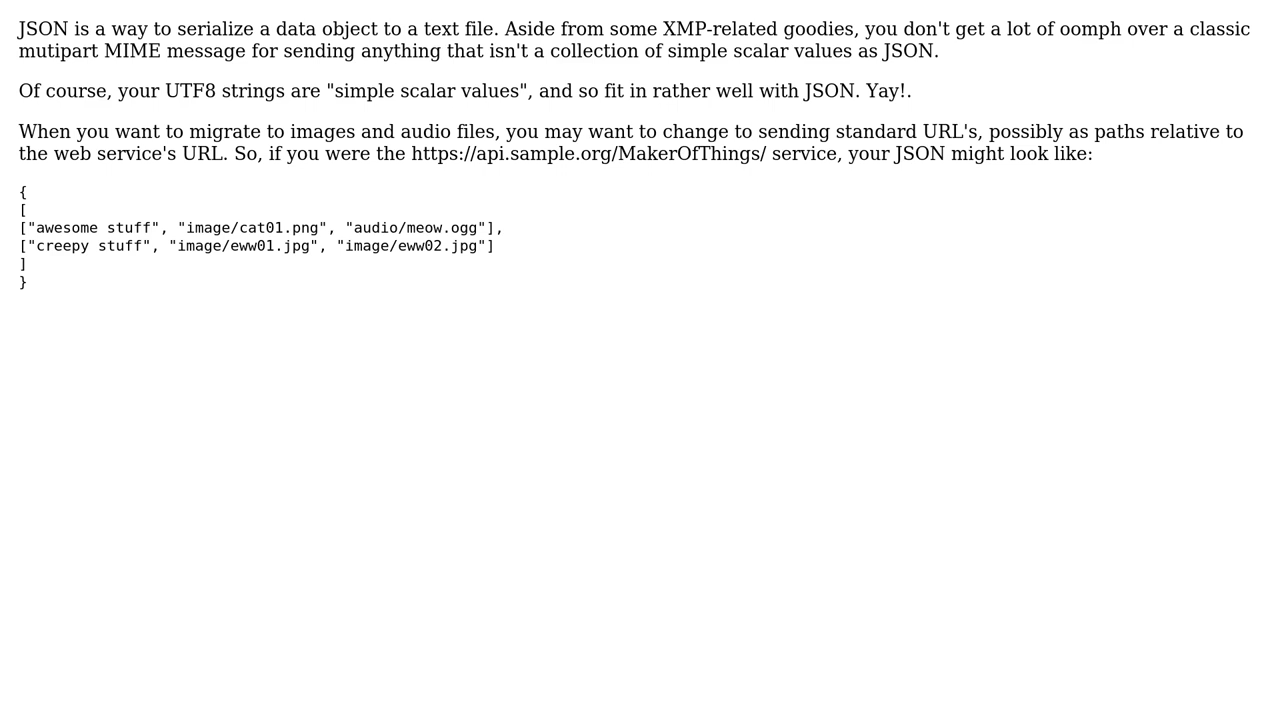 JSON is a way to serialize a data object to a text file. Aside from some XMP-related goodies, you don't get a lot of oomph over a classic
mutipart MIME message for sending anything that isn't a collection of simple scalar values as JSON.
Of course, your UTF8 strings are "simple scalar values", and so fit in rather well with JSON. Yay!.
When you want to migrate to images and audio files, you may want to change to sending standard URL's, possibly as paths relative to
the web service's URL. So, if you were the https://api.sample.org/MakerOfThings/ service, your JSON might look like:
{
[
["awesome stuff", "image/cat01.png", "audio/meow.ogg"],
["creepy stuff", "image/eww01.jpg", "image/eww02.jpg"]
]
}